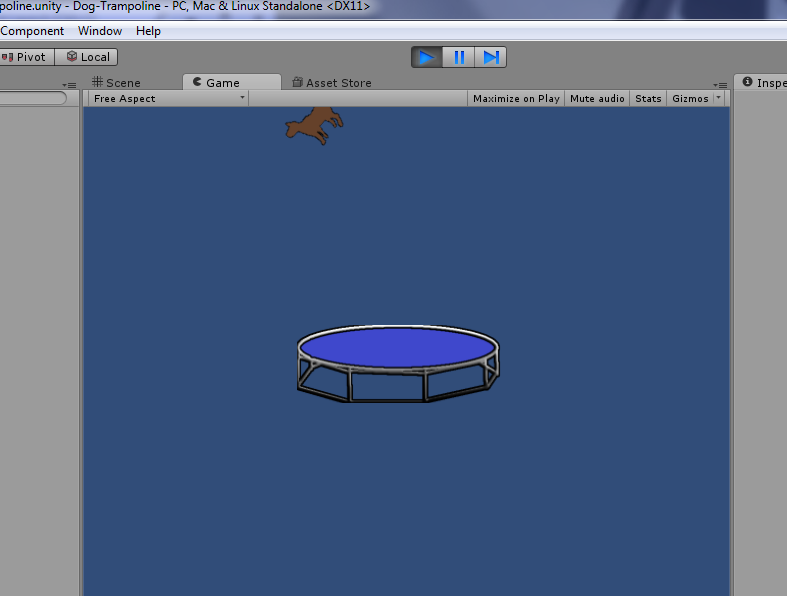 poline.unity - Dog-Trampoline - PC, Mac & Linux Standalone <DX11>
Component Window Help
Pivot Local
Scene Game Asset Store Inspe
Free Aspect Maximize on Play Mute audio Stats Gizmos